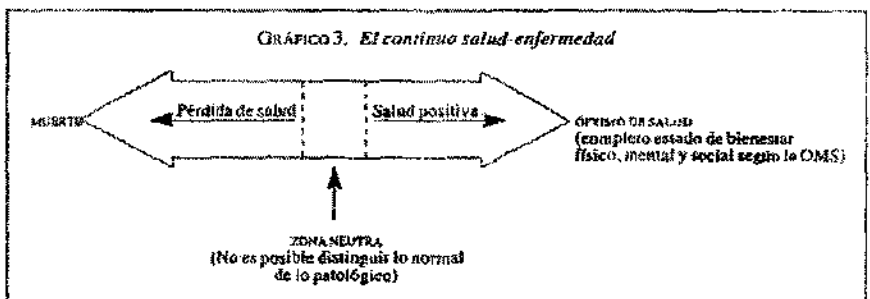 GRÁFICO 3. El continuo salud-enfermedad
Pérdida de salud
Salud positiva
MUERTE
ÓPTIMO DE SALUD
(completo estado de bienestar
físico, mental y social según la OMS)
ZONA NEUTRA
(No es posible distinguir lo normal
de lo patológico)